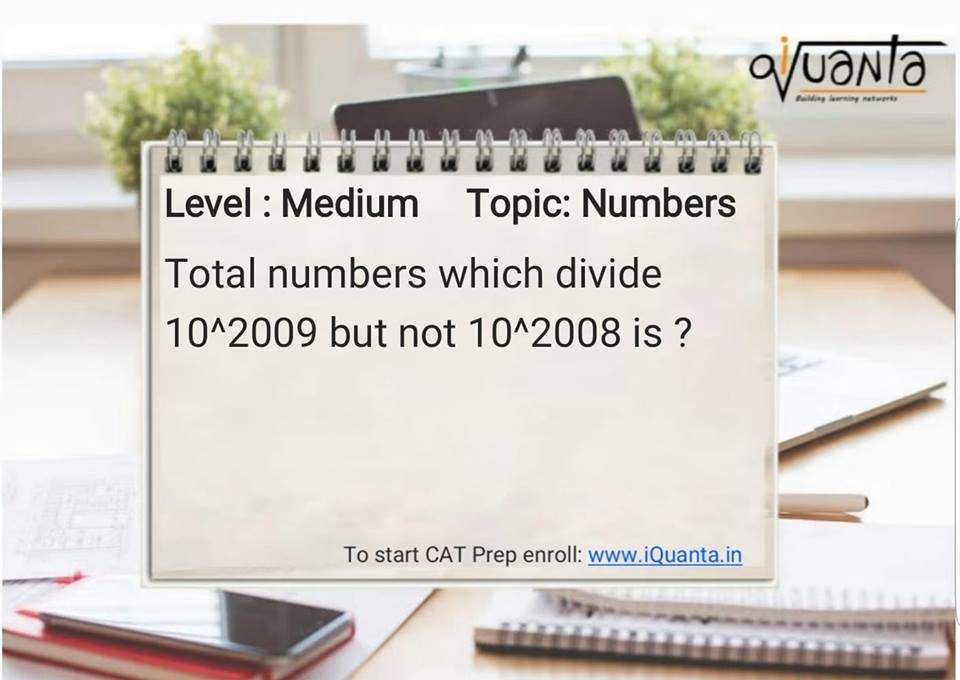 iQuanta
Building learning networks
Level : Medium Topic: Numbers
Total numbers which divide
10^2009 but not 10^2008 is ?
To start CAT Prep enroll: www.iQuanta.in